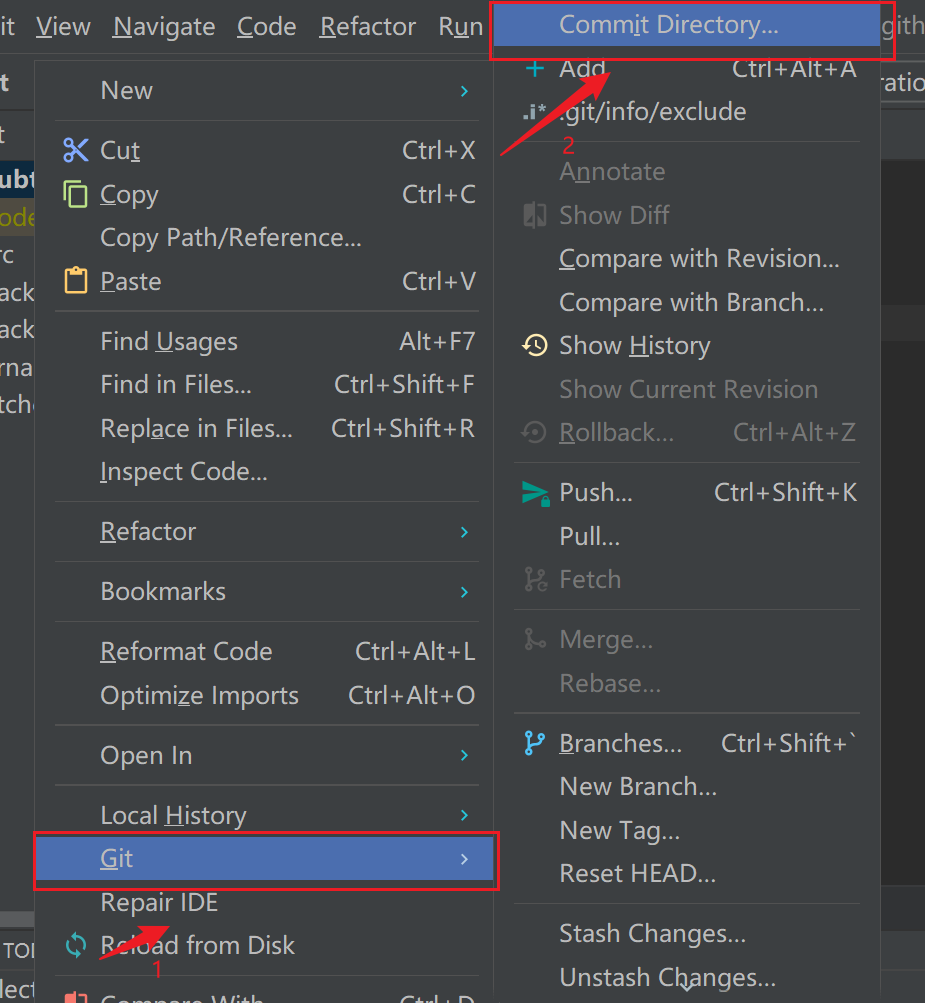 it View Navigate Code Refactor Run
Commit Directory...
gith
t
Add Ctrl+Alt+A
ratio
.git/info/exclude
2
Annotate
Show Diff
Compare with Revision...
Compare with Branch...
Show History
Show Current Revision
Rollback... Ctrl+Alt+Z
Push... Ctrl+Shift+K
Pull...
Fetch
Merge...
Rebase...
Branches... Ctrl+Shift+`
New Branch...
New Tag...
Reset HEAD...
Stash Changes...
Unstash Changes...
New
t
Cut Ctrl+X
ubt
Copy Ctrl+C
ode
Copy Path/Reference...
rc
Paste Ctrl+V
ack
ack
Find Usages Alt+F7
rna
Find in Files... Ctrl+Shift+F
tch
Replace in Files... Ctrl+Shift+R
Inspect Code...
Refactor
Bookmarks
Reformat Code Ctrl+Alt+L
Optimize Imports Ctrl+Alt+O
Open In
Local History
Git
Repair IDE
Reload from Disk
TO
1
lect
Compare With... Ctrl+D